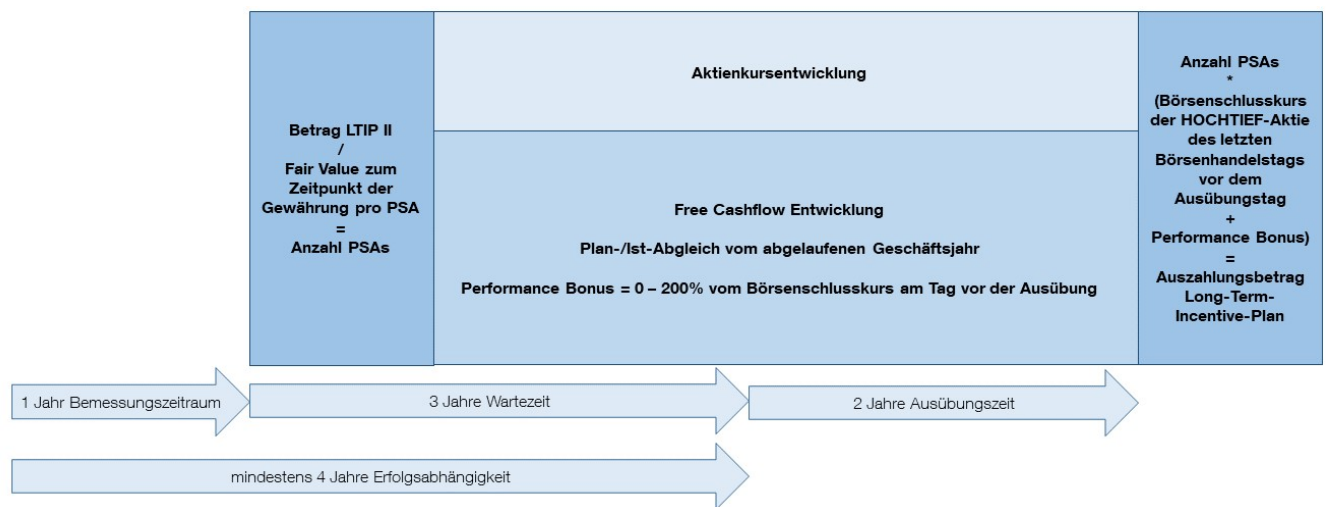 Betrag LTIP II
/
Fair Value zum
Zeitpunkt der
Gewährung pro PSA
=
Anzahl PSAs
Aktienkursentwicklung
Free Cashflow Entwicklung
Plan-/Ist-Abgleich vom abgelaufenen Geschäftsjahr
Performance Bonus = 0 – 200% vom Börsenschlusskurs am Tag vor der Ausübung
Anzahl PSAs
*
(Börsenschlusskurs
der HOCHTIEF-Aktie
des letzten
Börsenhandelstags
vor dem
Ausübungstag
+
Performance Bonus)
=
Auszahlungsbetrag
Long-Term-
Incentive-Plan
1 Jahr Bemessungszeitraum
3 Jahre Wartezeit
2 Jahre Ausübungszeit
mindestens 4 Jahre Erfolgsabhängigkeit